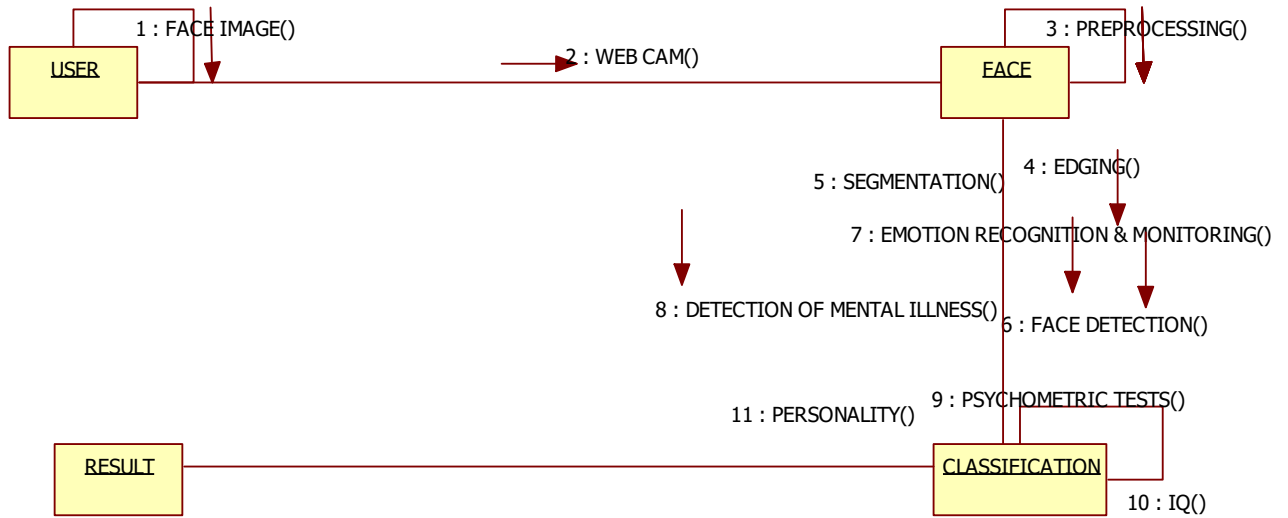 1 : FACE IMAGE()
3 : PREPROCESSING()
2 : WEB CAM()
USER
FACE
4 : EDGING()
5 : SEGMENTATION()
7 : EMOTION RECOGNITION & MONITORING()
8 : DETECTION OF MENTAL ILLNESS()
6 : FACE DETECTION()
9 : PSYCHOMETRIC TESTS()
11 : PERSONALITY()
RESULT
CLASSIFICATION
10 : IQ()